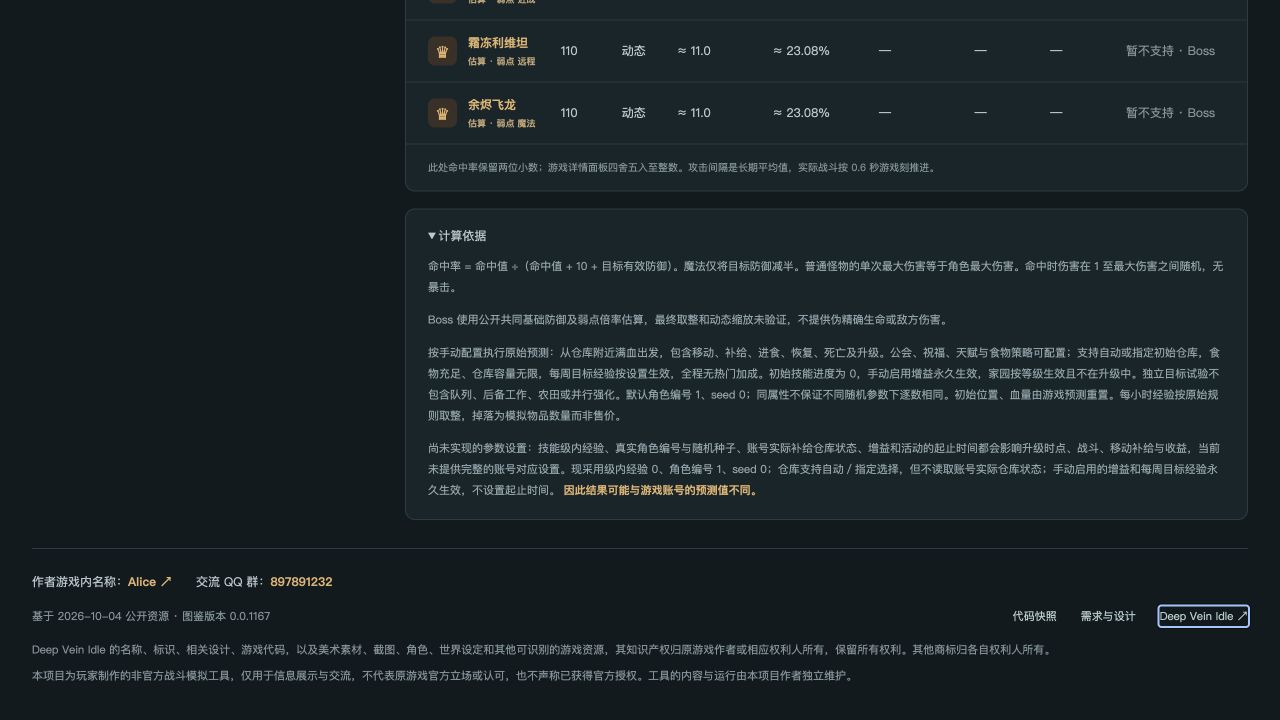 霜冻利维坦
估算 · 弱点 远程
110
动态
≈ 11.0
≈ 23.08%
—
—
—
暂不支持 · Boss
余烬飞龙
估算 · 弱点 魔法
110
动态
≈ 11.0
≈ 23.08%
—
—
—
暂不支持 · Boss
此处命中率保留两位小数；游戏详情面板四舍五入至整数。攻击间隔是长期平均值，实际战斗按 0.6 秒游戏刻推进。
▼ 计算依据
命中率 = 命中值 ÷（命中值 + 10 + 目标有效防御）。魔法仅将目标防御减半。普通怪物的单次最大伤害等于角色最大伤害。命中时伤害在 1 至最大伤害之间随机，无
暴击。
Boss 使用公开共同基础防御及弱点倍率估算，最终取整和动态缩放未验证，不提供伪精确生命或敌方伤害。
按手动配置执行原始预测：从仓库附近满血出发，包含移动、补给、进食、恢复、死亡及升级。公会、祝福、天赋与食物策略可配置；支持自动或指定初始仓库，食
物充足、仓库容量无限，每周目标经验按设置生效，全程无热门加成。初始技能进度为 0，手动启用增益永久生效，家园按等级生效且不在升级中。独立目标试验不
包含队列、后备工作、农田或并行强化。默认角色编号 1、seed 0；同属性不保证不同随机参数下逐数相同。初始位置、血量由游戏预测重置。每小时经验按原始规
则取整，掉落为模拟物品数量而非售价。
尚未实现的参数设置：技能级内经验、真实角色编号与随机种子、账号实际补给仓库状态、增益和活动的起止时间都会影响升级时点、战斗、移动补给与收益，当前
未提供完整的账号对应设置。现采用级内经验 0、角色编号 1、seed 0；仓库支持自动 / 指定选择，但不读取账号实际仓库状态；手动启用的增益和每周目标经验永
久生效，不设置起止时间。 因此结果可能与游戏账号的预测值不同。
作者游戏内名称：Alice ↗ 交流 QQ 群：897891232
基于 2026-10-04 公开资源 · 图鉴版本 0.0.1167
代码快照
需求与设计
Deep Vein Idle ↗
Deep Vein Idle 的名称、标识、相关设计、游戏代码，以及美术素材、截图、角色、世界设定和其他可识别的游戏资源，其知识产权归原游戏作者或相应权利人所有，保留所有权利。其他商标归各自权利人所有。
本项目为玩家制作的非官方战斗模拟工具，仅用于信息展示与交流，不代表原游戏官方立场或认可，也不声称已获得官方授权。工具的内容与运行由本项目作者独立维护。